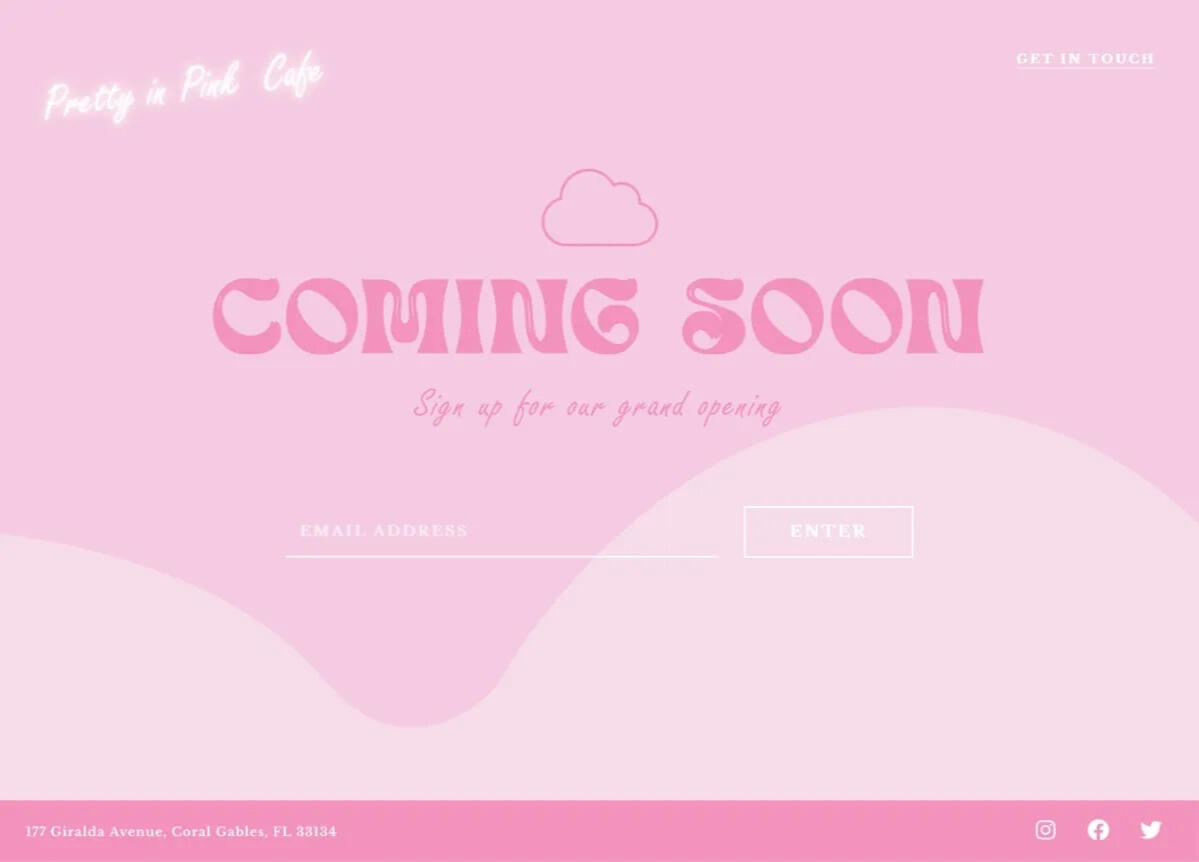 Pretty in Pink Cafe
GET IN TOUCH
COMING SOON
Sign up for our grand opening
EMAIL ADDRESS
ENTER
177 Giralda Avenue, Coral Gables, FL 33134